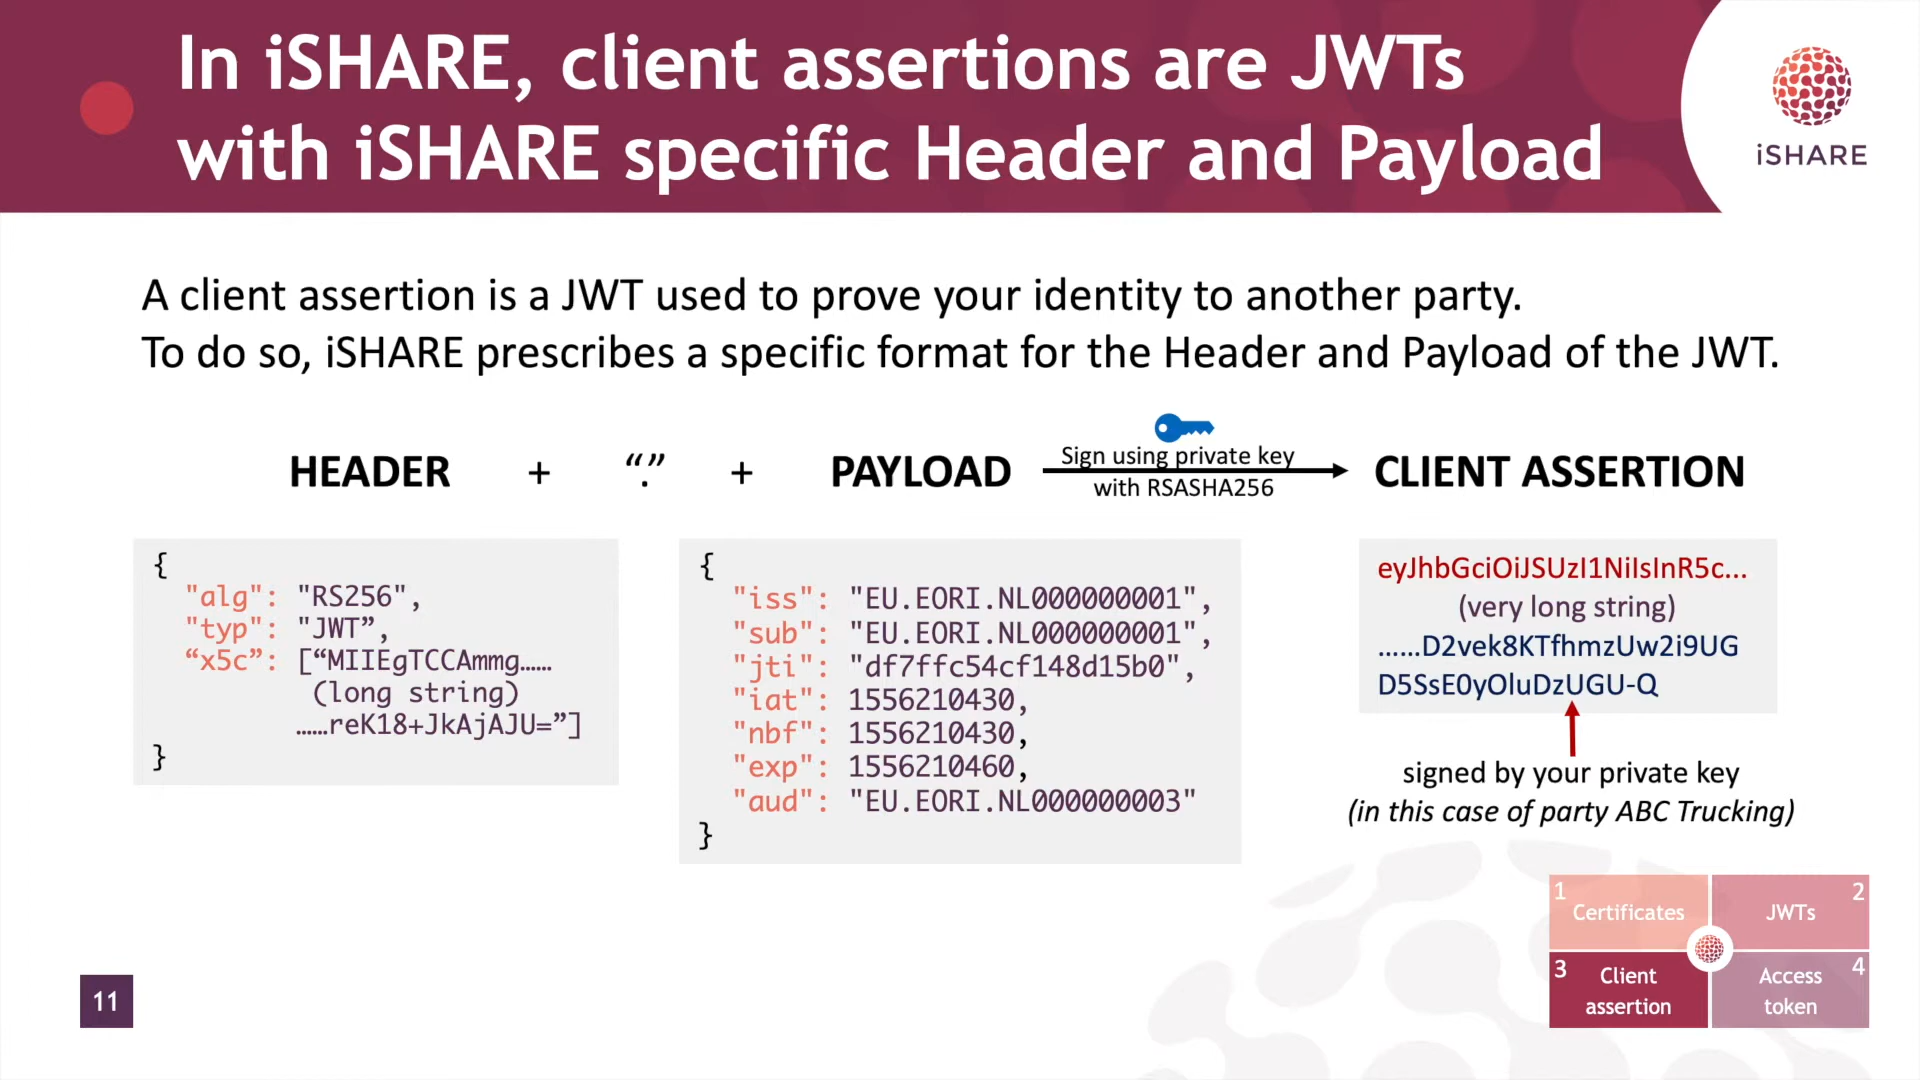 In iSHARE, client assertions are JWTs
with iSHARE specific Header and Payload
iSHARE
A client assertion is a JWT used to prove your identity to another party.
To do so, iSHARE prescribes a specific format for the Header and Payload of the JWT.
HEADER + “.” + PAYLOAD
Sign using private key
with RSASHA256
CLIENT ASSERTION
{
"alg": "RS256",
"typ": "JWT”,
“x5c”: [“MIIEgTCCAmmg……
(long string)
……reK18+JkAjAJU=”]
}
{
"iss": "EU.EORI.NL000000001",
"sub": "EU.EORI.NL000000001",
"jti": "df7ffc54cf148d15b0",
"iat": 1556210430,
"nbf": 1556210430,
"exp": 1556210460,
"aud": "EU.EORI.NL000000003"
}
eyJhbGciOiJSUzI1NiIsInR5c...
(very long string)
……D2vek8KTfhmzUw2i9UG
D5SsE0yOluDzUGU-Q
signed by your private key
(in this case of party ABC Trucking)
1
Certificates
2
JWTs
3
Client
assertion
4
Access
token
11